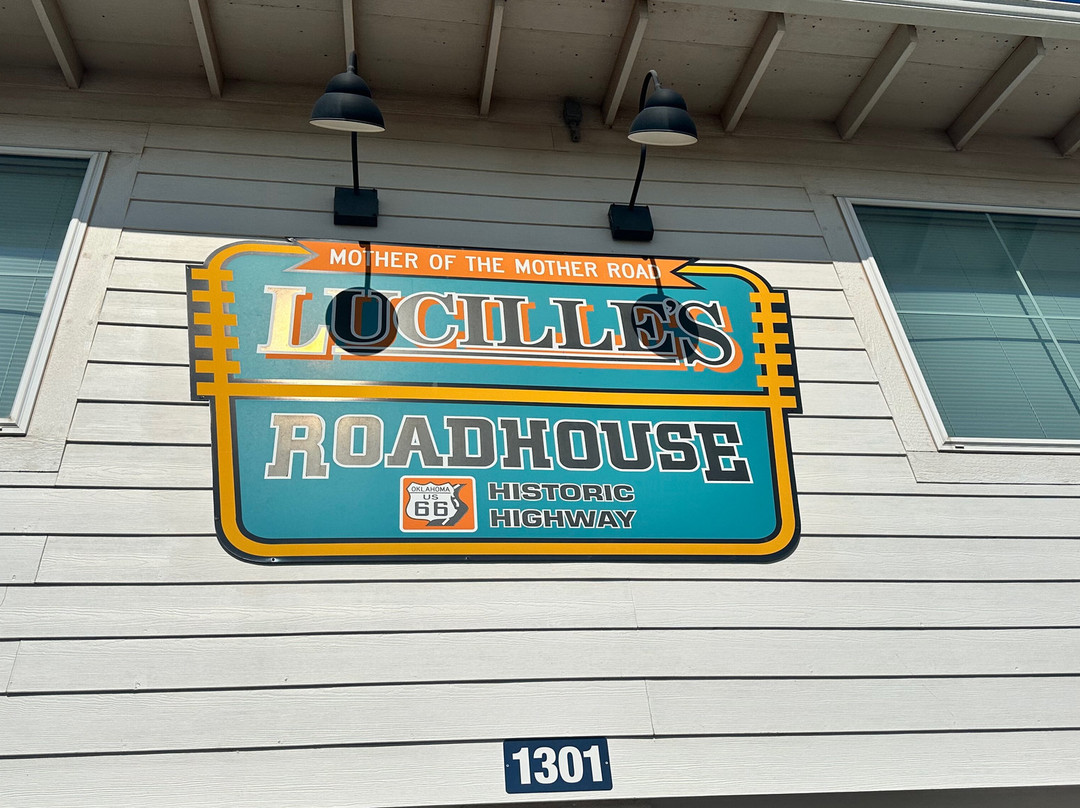 MOTHER OF THE MOTHER ROAD
LUCILLE'S
ROADHOUSE
OKLAHOMA
US
66
HISTORIC
HIGHWAY
1301